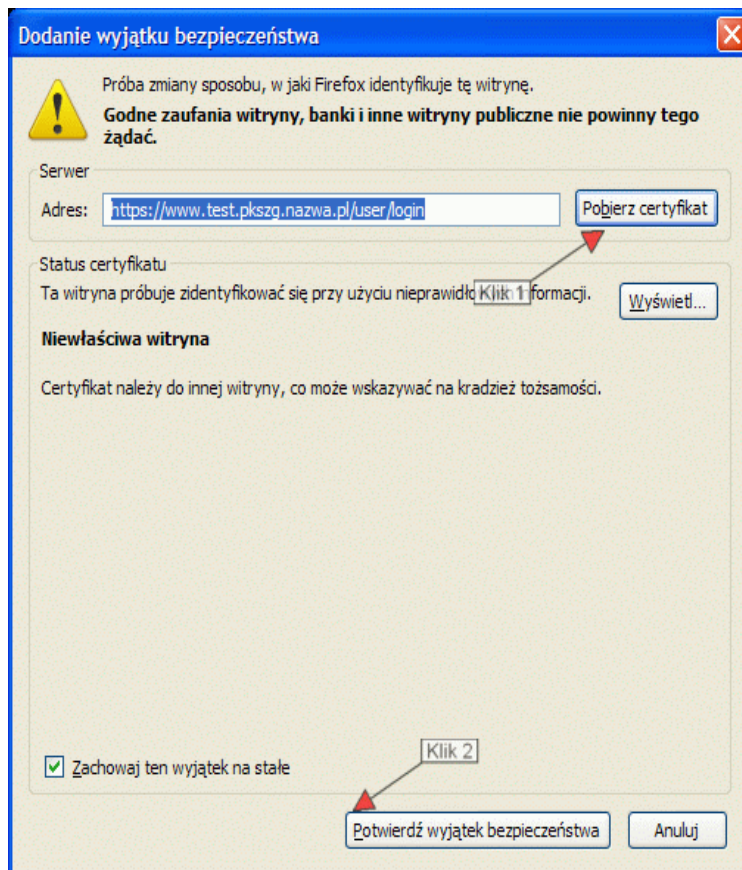 Dodanie wyjątku bezpieczeństwa
Próba zmiany sposobu, w jaki Firefox identyfikuje tę witrynę.
Godne zaufania witryny, banki i inne witryny publiczne nie powinny tego
żądać.
Serwer
Adres: https://www.test.pkszg.nazwa.pl/user/login Pobierz certyfikat
Status certyfikatu
Ta witryna próbuje zidentyfikować się przy użyciu Klik 1 informacji. Wyświetl...
Niewłaściwa witryna
Certyfikat należy do innej witryny, co może wskazywać na kradzież tożsamości.
Klik 2
Zachowaj ten wyjątek na stałe
Potwierdź wyjątek bezpieczeństwa Anuluj